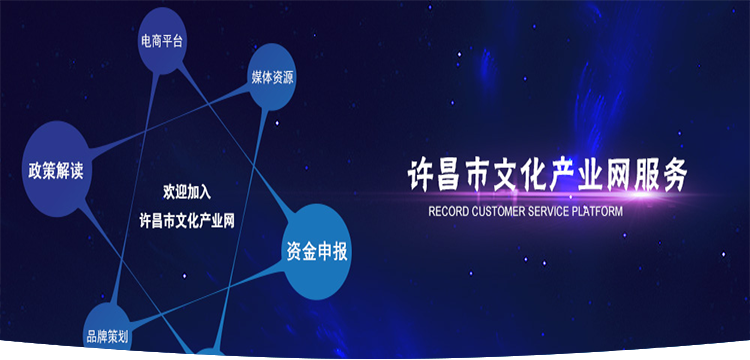 电商平台
媒体资源
政策解读
欢迎加入
许昌市文化产业网
资金申报
品牌策划
许昌市文化产业网服务
RECORD CUSTOMER SERVICE PLATFORM